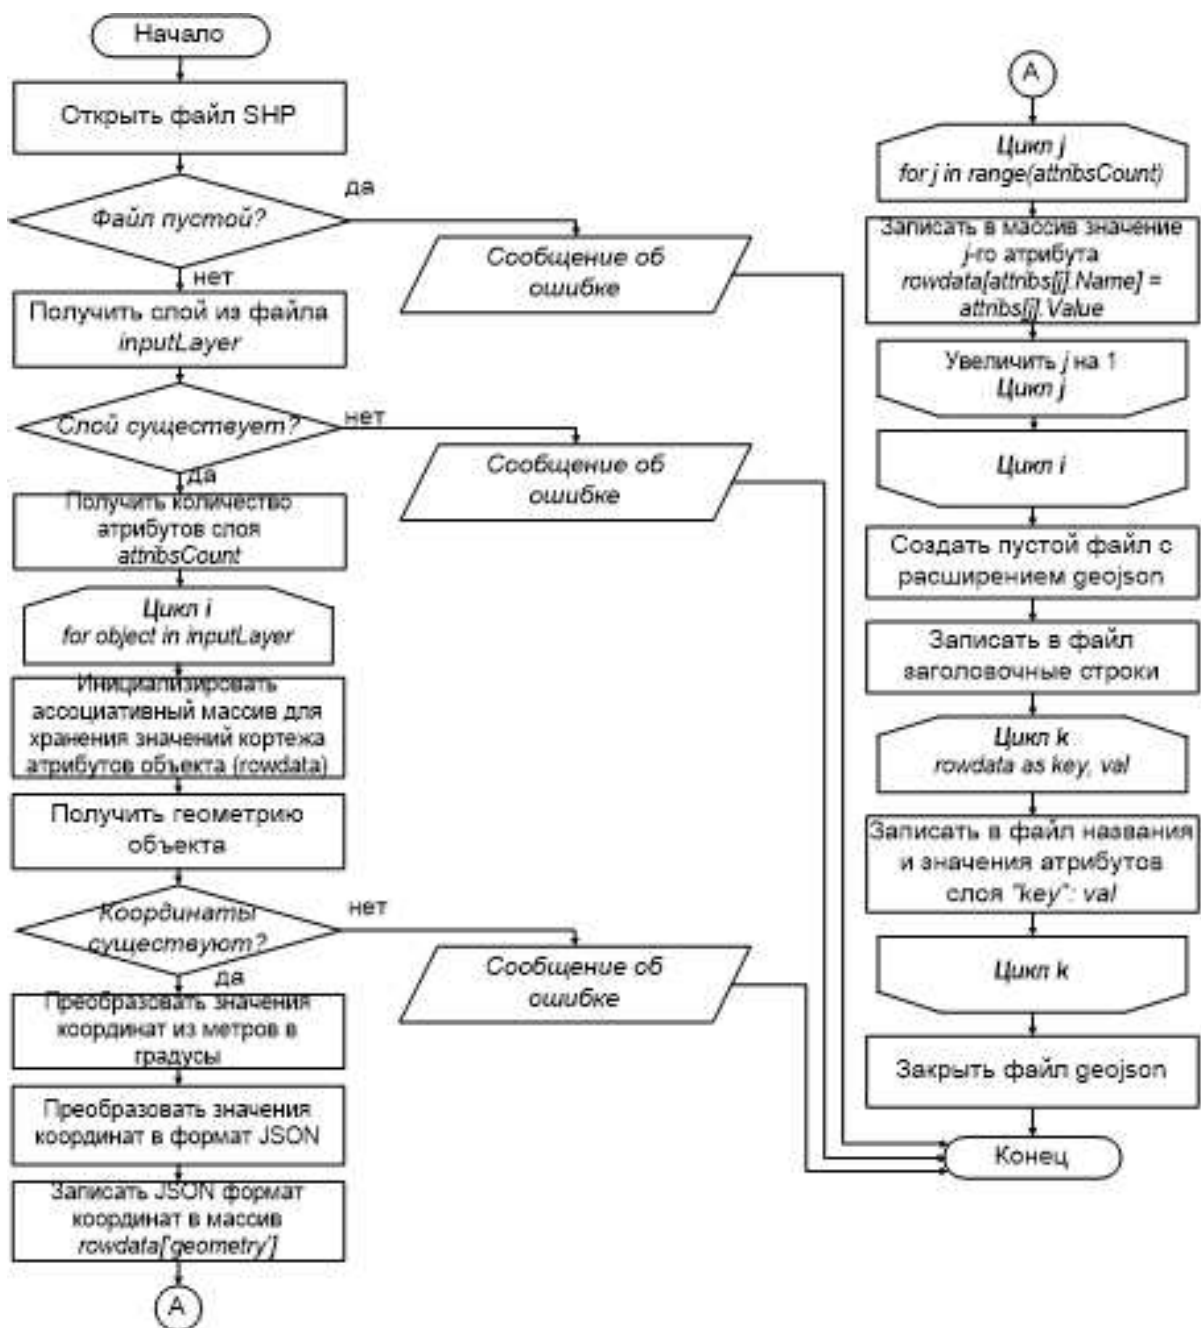 Начало
Открыть файл SHP
Файл пустой?
да
нет
Сообщение об
ошибке
Получить слой из файла
inputLayer
Слой существует?
нет
да
Сообщение об
ошибке
Получить количество
атрибутов слоя
attribsCount
Цикл i
for object in inputLayer
Инициализировать
ассоциативный массив для
хранения значений кортежа
атрибутов объекта (rowdata)
Получить геометрию
объекта
Координаты
существуют?
нет
да
Сообщение об
ошибке
Преобразовать значения
координат из метров в
градусы
Преобразовать значения
координат в формат JSON
Записать JSON формат
координат в массив
rowdata['geometry']
А
А
Цикл j
for j in range(attribsCount)
Записать в массив значение
j-го атрибута
rowdata[attribs[j].Name] =
attribs[j].Value
Увеличить j на 1
Цикл j
Цикл i
Создать пустой файл с
расширением geojson
Записать в файл
заголовочные строки
Цикл k
rowdata as key, val
Записать в файл названия
и значения атрибутов
слоя "key": val
Цикл k
Закрыть файл geojson
Конец